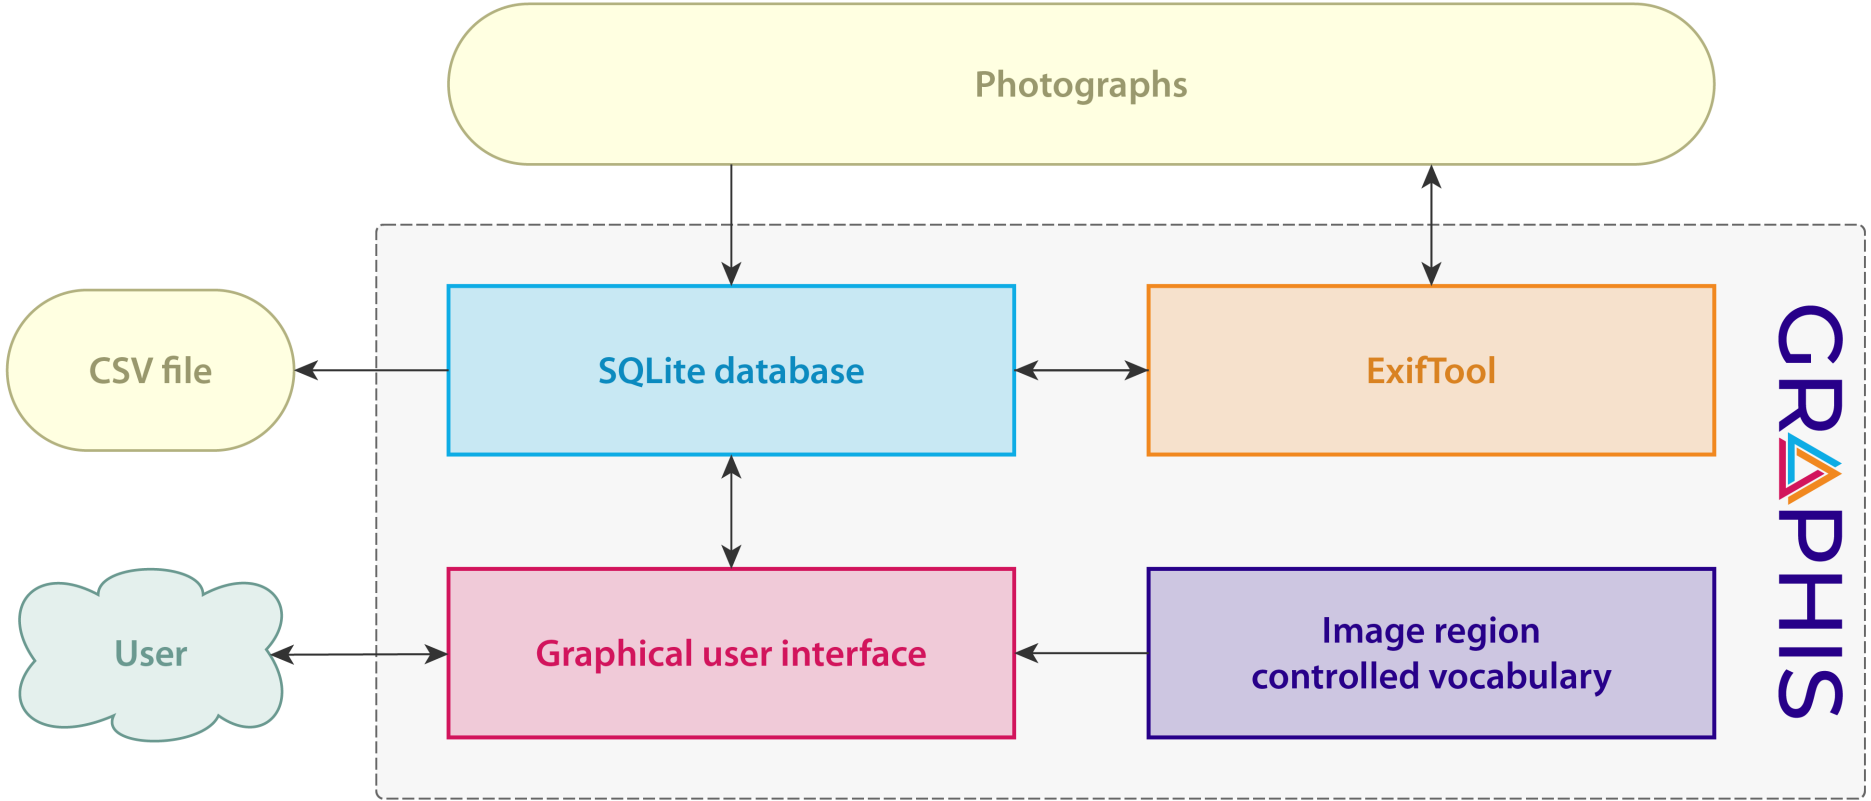 Photographs
CSV file
SQLite database
ExifTool
GRAPHIS
User
Graphical user interface
Image region
controlled vocabulary